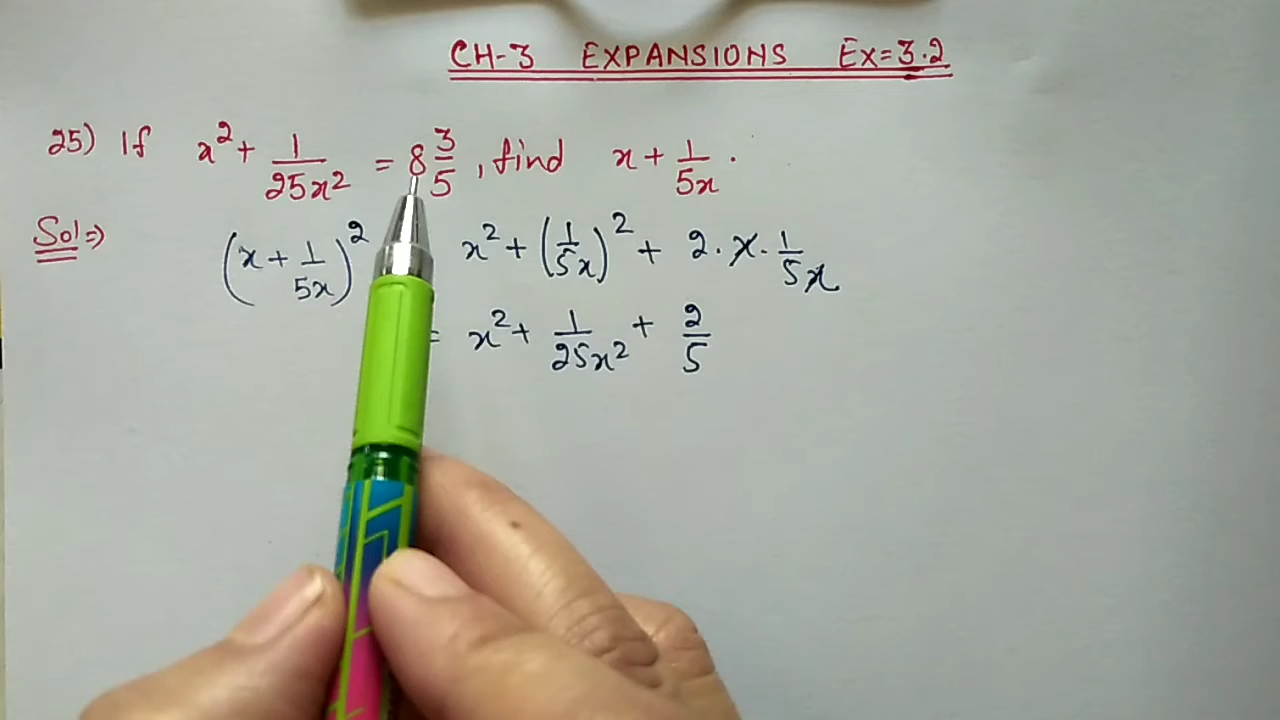 CH-3 EXPANSIONS Ex=3.2
25) If x² + 1/25x² = 8 3/5, find x + 1/5x.
Sol⇒
(x + 1/5x)² x² + (1/5x)² + 2·x·1/5x
= x² + 1/25x² + 2/5